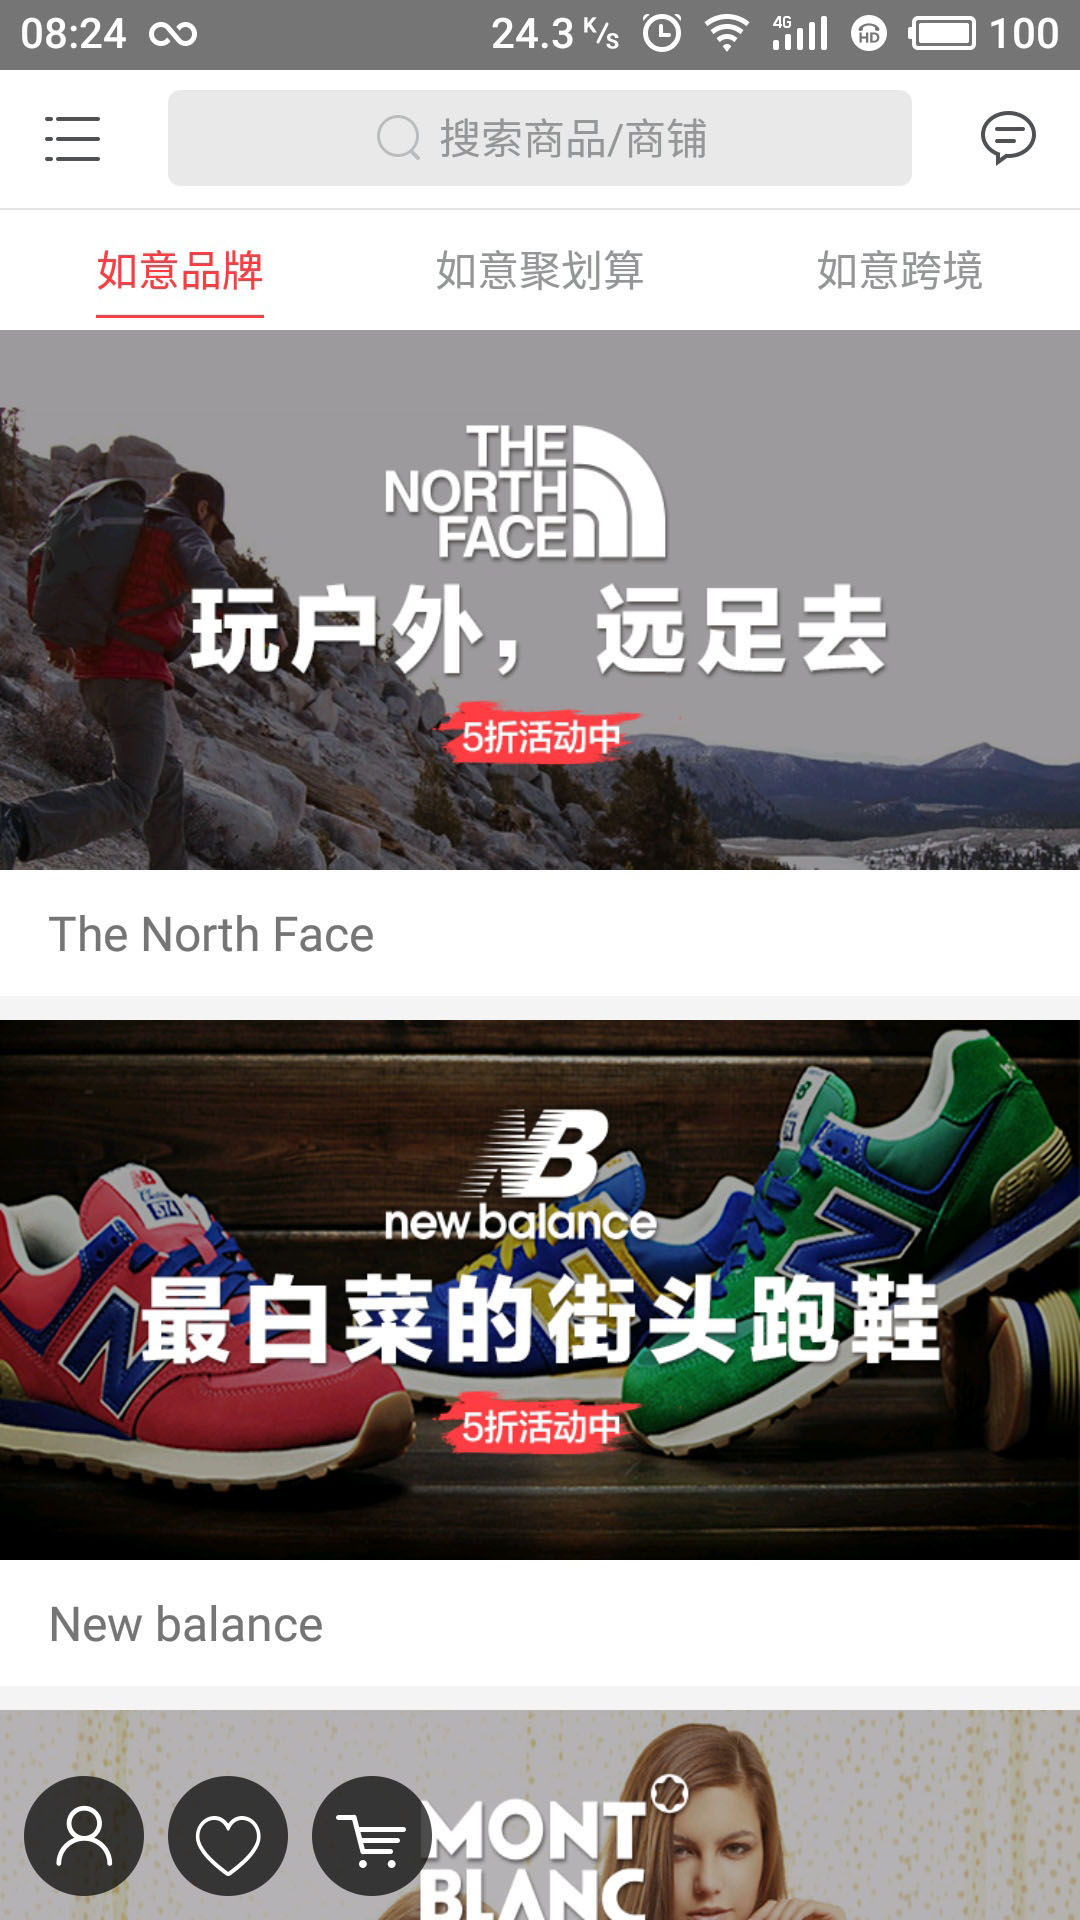 08:24 24.3 K/s 4G HD 100
搜索商品/商铺
如意品牌 如意聚划算 如意跨境
THE
NORTH
FACE
玩户外，远足去
5折活动中
The North Face
NB
Classics
574
new balance
最白菜的街头跑鞋
5折活动中
New balance
MONT
BLANC